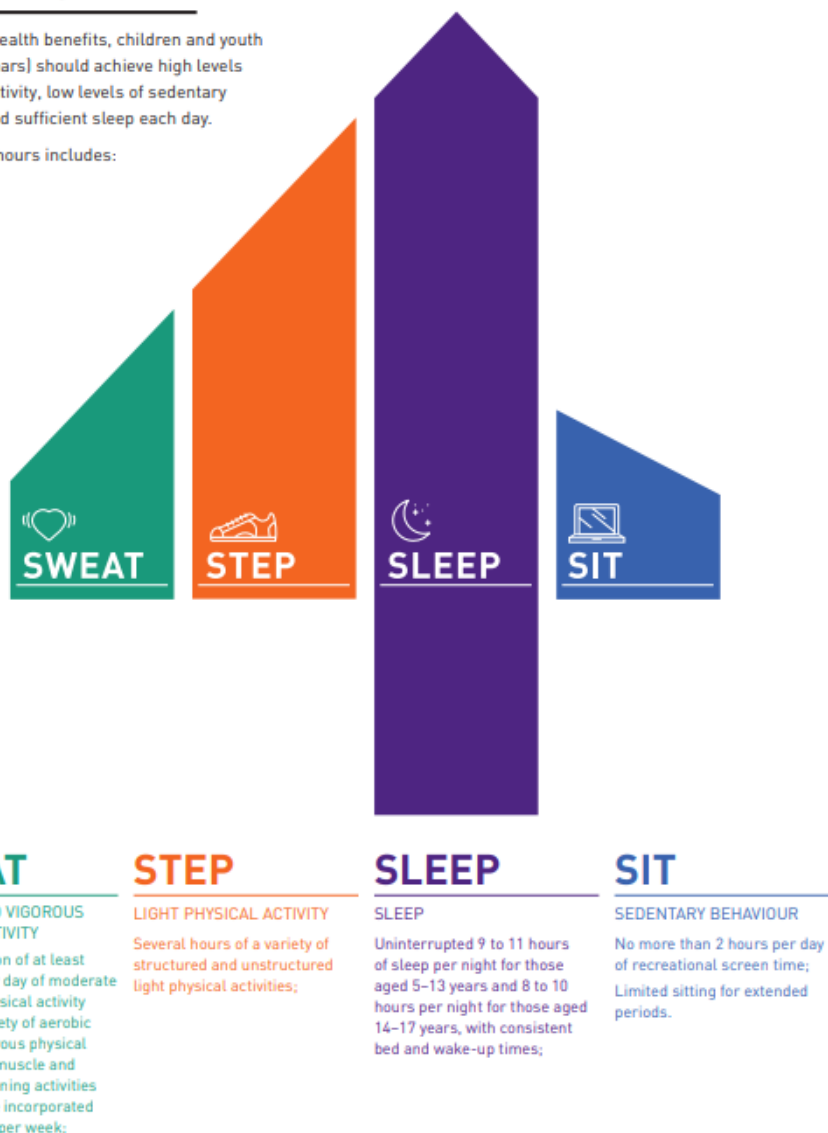 ealth benefits, children and youth
ars) should achieve high levels
tivity, low levels of sedentary
d sufficient sleep each day.
hours includes:
SWEAT
STEP
SLEEP
SIT
AT
VIGOROUS
TIVITY
on of at least
day of moderate
sical activity
ety of aerobic
ous physical
muscle and
ning activities
incorporated
per week;
STEP
LIGHT PHYSICAL ACTIVITY
Several hours of a variety of
structured and unstructured
light physical activities;
SLEEP
SLEEP
Uninterrupted 9 to 11 hours
of sleep per night for those
aged 5–13 years and 8 to 10
hours per night for those aged
14–17 years, with consistent
bed and wake-up times;
SIT
SEDENTARY BEHAVIOUR
No more than 2 hours per day
of recreational screen time;
Limited sitting for extended
periods.